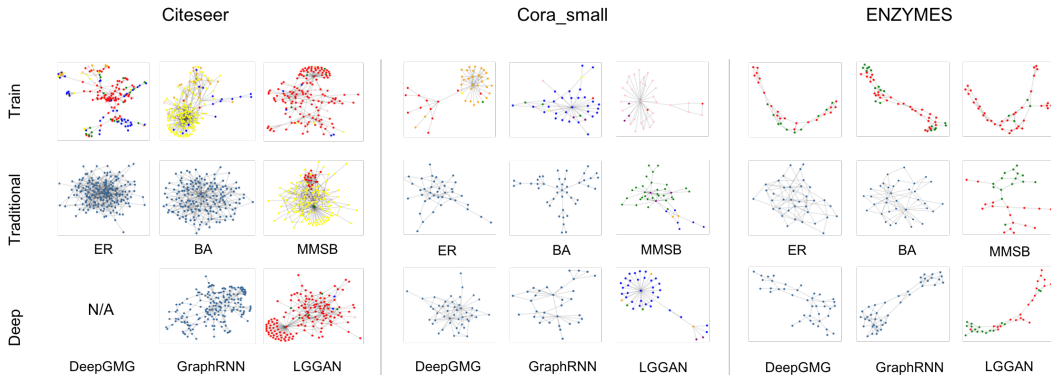 Citeseer Cora_small ENZYMES
Train
Traditional
ER BA MMSB ER BA MMSB ER BA MMSB
Deep
N/A
DeepGMG GraphRNN LGGAN DeepGMG GraphRNN LGGAN DeepGMG GraphRNN LGGAN